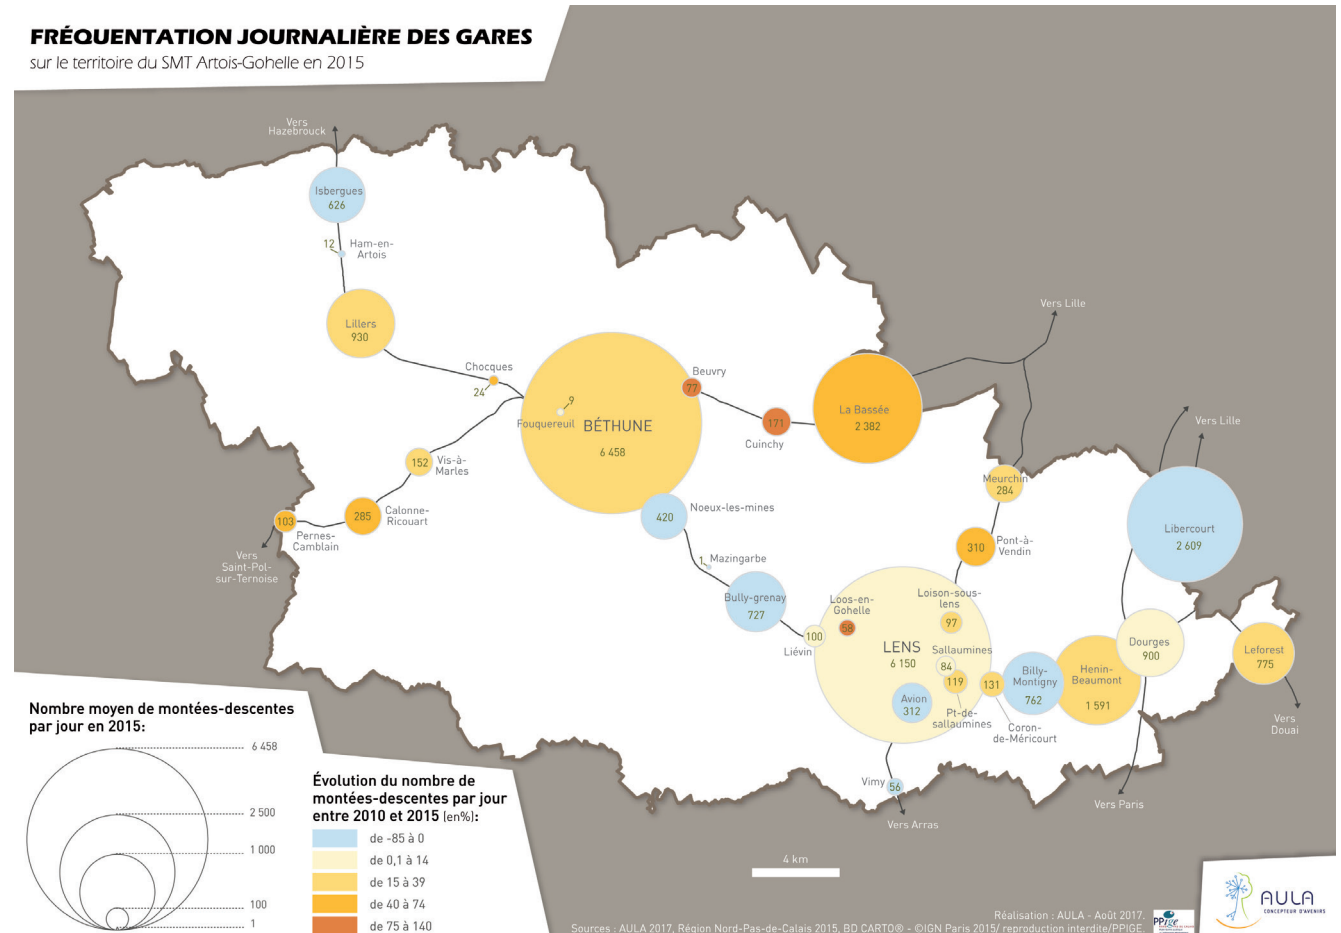 FRÉQUENTATION JOURNALIÈRE DES GARES
sur le territoire du SMT Artois-Gohelle en 2015
Vers
Hazebrouck
Isbergues
626
12
Ham-en-
Artois
Lillers
930
Chocques
24
9
Fouquereuil
BÉTHUNE
6 458
Beuvry
77
171
Cuinchy
La Bassée
2 382
Vers Lille
Vers Lille
152
Vis-à-
Marles
285
Calonne-
Ricouart
103
Pernes-
Camblain
Vers
Saint-Pol-
sur-Ternoise
420
Noeux-les-mines
1
Mazingarbe
Bully-grenay
727
100
Liévin
Loos-en-
Gohelle
58
Meurchin
284
310
Pont-à-
Vendin
Loison-sous-
lens
97
LENS
6 150
Sallaumines
84
119
Pt-de-
sallaumines
Avion
312
131
Coron-
de-Méricourt
Billy-
Montigny
762
Henin-
Beaumont
1 591
Dourges
900
Libercourt
2 609
Leforest
775
Vers
Douai
Vers Paris
Vimy
56
Vers Arras
Nombre moyen de montées-descentes
par jour en 2015:
6 458
2 500
1 000
100
1
Évolution du nombre de
montées-descentes par jour
entre 2010 et 2015 (en%):
de -85 à 0
de 0,1 à 14
de 15 à 39
de 40 à 74
de 75 à 140
4 km
Réalisation : AULA - Août 2017.
Sources : AULA 2017, Région Nord-Pas-de-Calais 2015, BD CARTO® - ©IGN Paris 2015/ reproduction interdite/PPIGE.
PPige
AULA
CONCEPTEUR D'AVENIRS